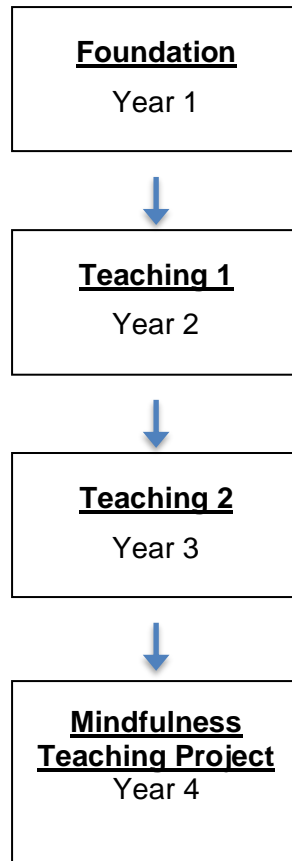 Foundation
Year 1
Teaching 1
Year 2
Teaching 2
Year 3
Mindfulness
Teaching Project
Year 4